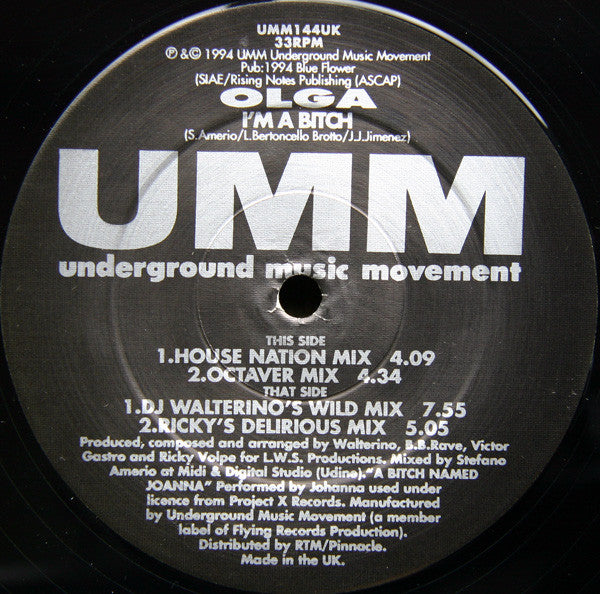 UMM144UK
33RPM
℗ &© 1994 UMM Underground Music Movement
Pub:1994 Blue Flower
(SIAE/Rising Notes Publishing (ASCAP)
OLGA
I'M A BITCH
(S.Amerio/L.Bertoncello Brotto/J.J.Jimenez)
UMM
underground music movement
THIS SIDE
1.HOUSE NATION MIX 4.09
2.OCTAVER MIX 4.34
THAT SIDE
1.DJ WALTERINO'S WILD MIX 7.55
2.RICKY'S DELIRIOUS MIX 5.05
Produced, composed and arranged by Walterino, B.B.Rave, Victor
Gastro and Ricky Volpe for L.W.S. Productions. Mixed by Stefano
Amerio at Midi & Digital Studio (Udine)."A BITCH NAMED
JOANNA" Performed by Johanna used under
licence from Project X Records. Manufactured
by Underground Music Movement (a member
label of Flying Records Production).
Distributed by RTM/Pinnacle.
Made in the UK.